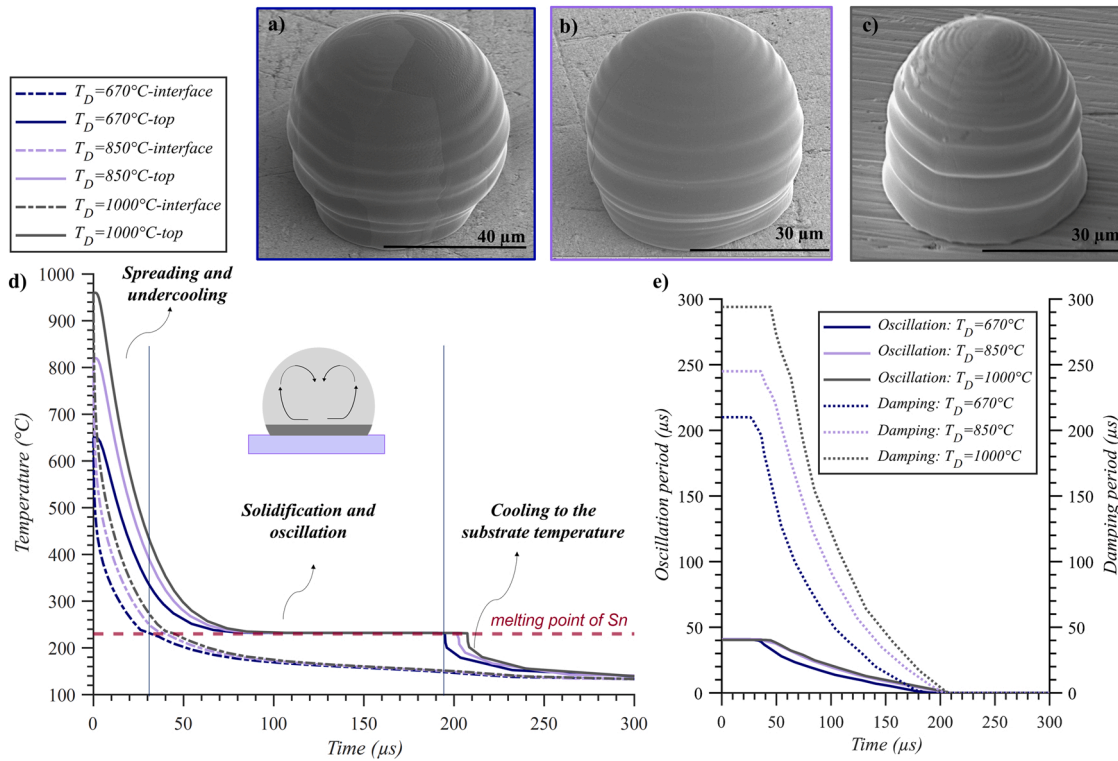 a)
40 µm
b)
30 µm
c)
30 µm
T_D=670°C-interface
T_D=670°C-top
T_D=850°C-interface
T_D=850°C-top
T_D=1000°C-interface
T_D=1000°C-top
d)
Spreading and
undercooling
Solidification and
oscillation
Cooling to the
substrate temperature
melting point of Sn
Temperature (°C)
1000
900
800
700
600
500
400
300
200
100
0
50
100
150
200
250
300
Time (µs)
e)
Oscillation: T_D=670°C
Oscillation: T_D=850°C
Oscillation: T_D=1000°C
Damping: T_D=670°C
Damping: T_D=850°C
Damping: T_D=1000°C
Oscillation period (µs)
300
250
200
150
100
50
0
Damping period (µs)
300
250
200
150
100
50
0
0
50
100
150
200
250
300
Time (µs)